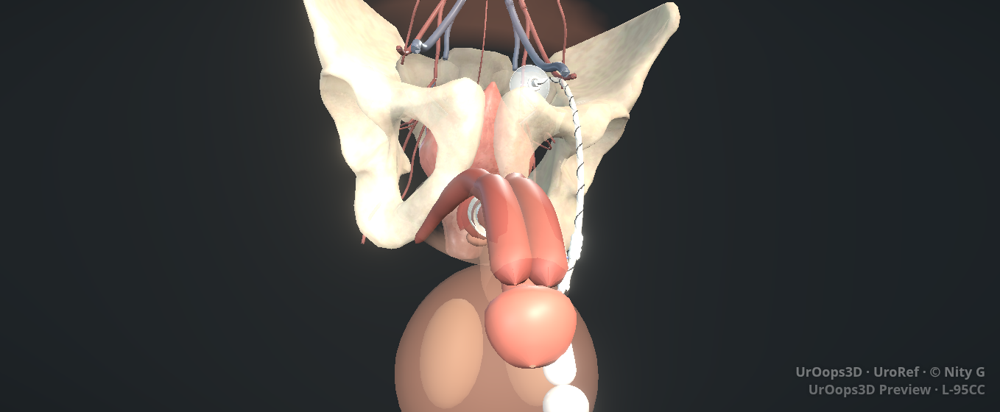 UrOops3D · UroRef · © Nity G
UrOops3D Preview · L-95CC